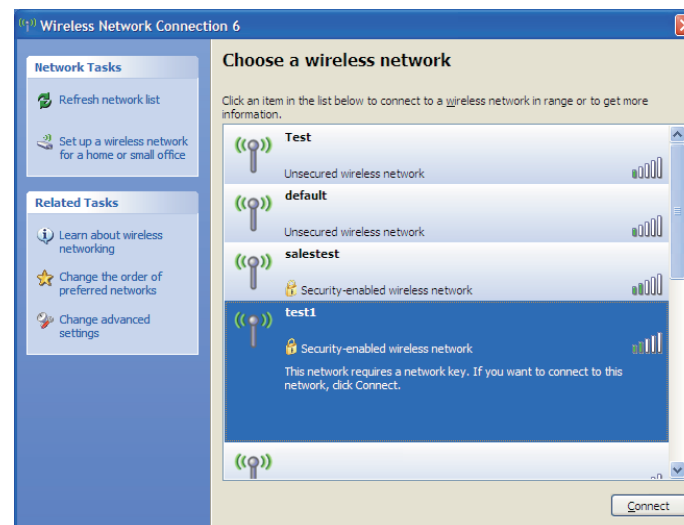 Wireless Network Connection 6
Network Tasks
Refresh network list
Set up a wireless network
for a home or small office
Related Tasks
Learn about wireless
networking
Change the order of
preferred networks
Change advanced
settings
Choose a wireless network
Click an item in the list below to connect to a wireless network in range or to get more
information.
Test
Unsecured wireless network
default
Unsecured wireless network
salestest
Security-enabled wireless network
test1
Security-enabled wireless network
This network requires a network key. If you want to connect to this
network, click Connect.
Connect